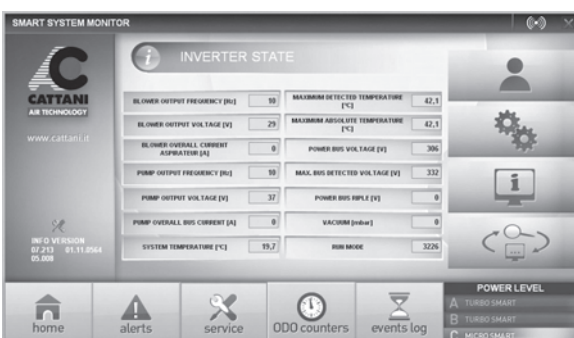 SMART SYSTEM MONITOR
INVERTER STATE
CATTANI
AIR TECHNOLOGY
www.cattani.it
INFO VERSION
07.213 01.11.0564
05.008
BLOWER OUTPUT FREQUENCY [Hz] 10
BLOWER OUTPUT VOLTAGE [V] 29
BLOWER OVERALL CURRENT
ASPIRATEUR [A] 0
PUMP OUTPUT FREQUENCY [Hz] 10
PUMP OUTPUT VOLTAGE [V] 37
PUMP OVERALL BUS CURRENT [A] 0
SYSTEM TEMPERATURE [°C] 19,7
MAXIMUM DETECTED TEMPERATURE
[°C] 42,1
MAXIMUM ABSOLUTE TEMPERATURE
[°C] 42,1
POWER BUS VOLTAGE [V] 306
MAX. BUS DETECTED VOLTAGE [V] 332
POWER BUS RIPLE [V] 0
VACUUM [mbar] 0
RUN MODE 3226
home
alerts
service
ODO counters
events log
POWER LEVEL
A TURBO SMART
B TURBO SMART
C MICRO SMART